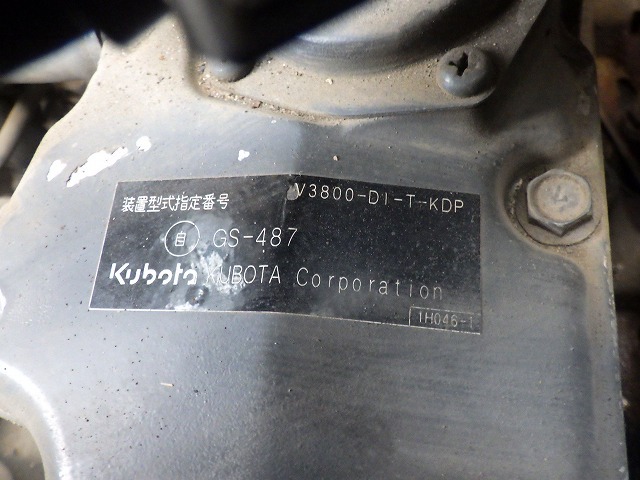 装置型式指定番号 V3800-DI-T-KDP
自 GS-487
Kubota KUBOTA Corporation
1H046-1